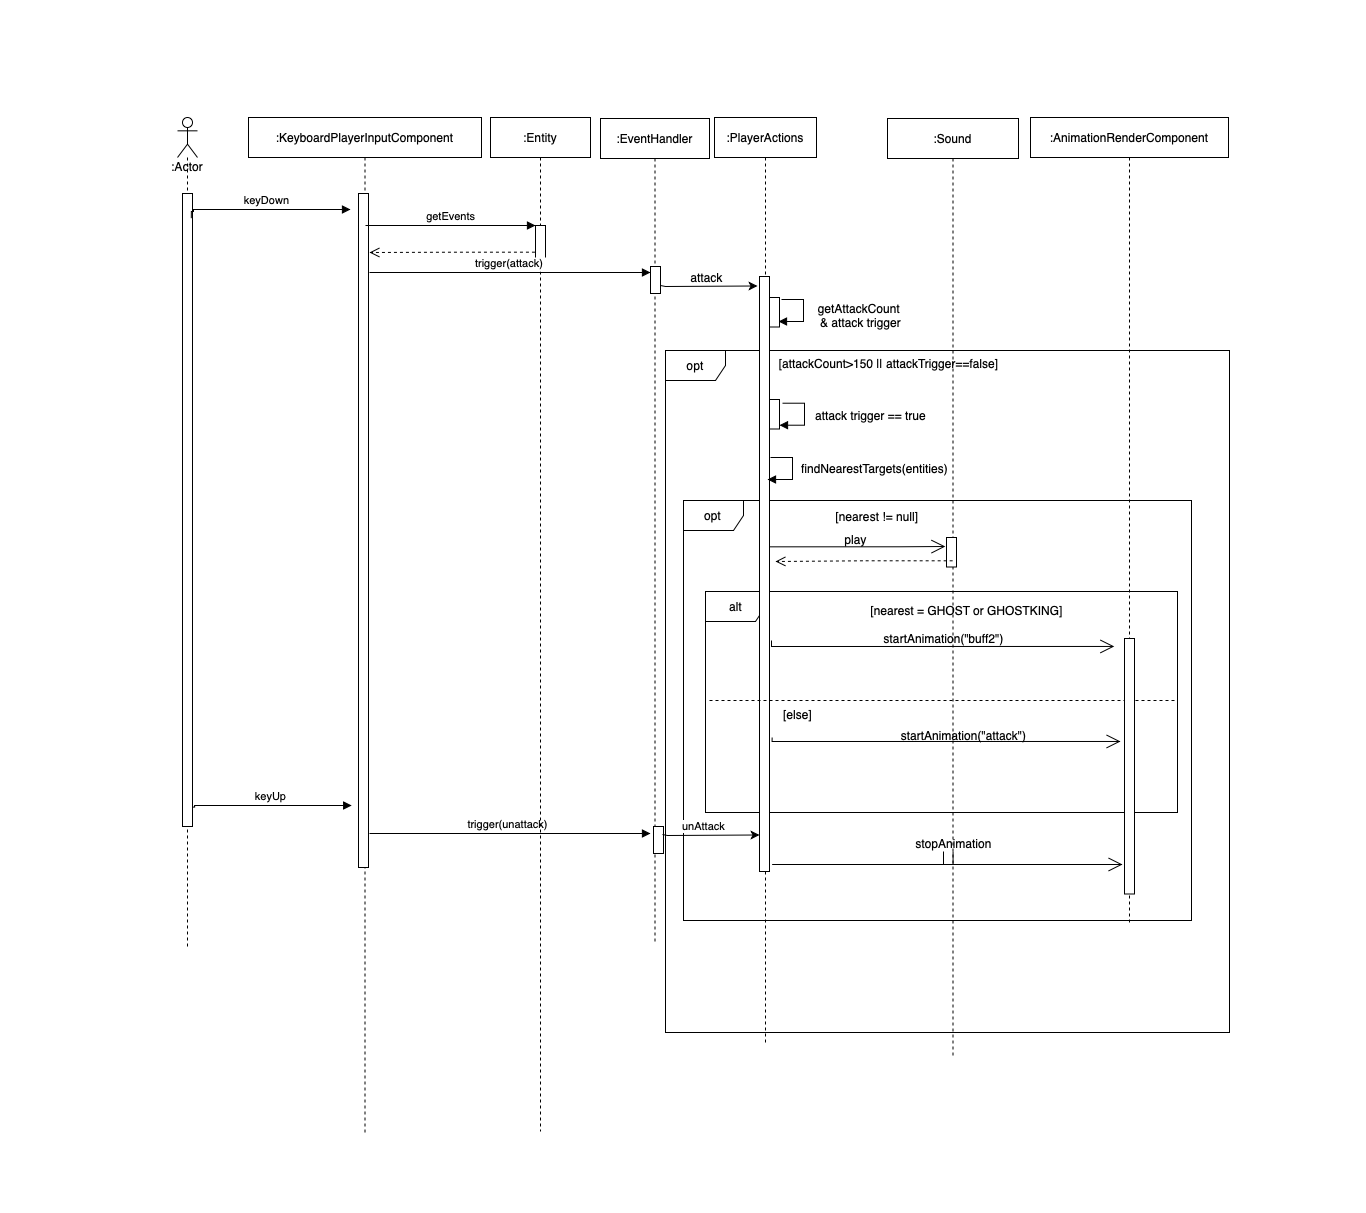 :Actor
:KeyboardPlayerInputComponent
:Entity
:EventHandler
:PlayerActions
:Sound
:AnimationRenderComponent
keyDown
getEvents
trigger(attack)
attack
getAttackCount
& attack trigger
opt
[attackCount>150 || attackTrigger==false]
attack trigger == true
findNearestTargets(entities)
opt
[nearest != null]
play
alt
[nearest = GHOST or GHOSTKING]
startAnimation("buff2")
[else]
startAnimation("attack")
keyUp
trigger(unattack)
unAttack
stopAnimation